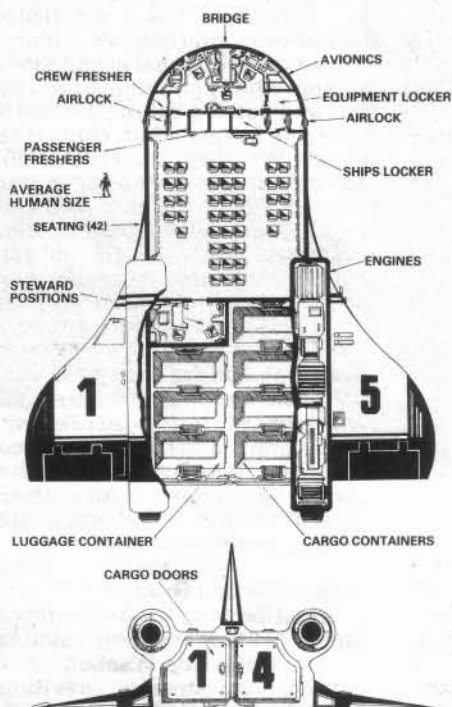 BRIDGE
AVIONICS
CREW FRESHER
EQUIPMENT LOCKER
AIRLOCK
AIRLOCK
PASSENGER
FRESHERS
SHIPS LOCKER
AVERAGE
HUMAN SIZE
SEATING (42)
ENGINES
STEWARD
POSITIONS
1
5
LUGGAGE CONTAINER
CARGO CONTAINERS
CARGO DOORS
1
4